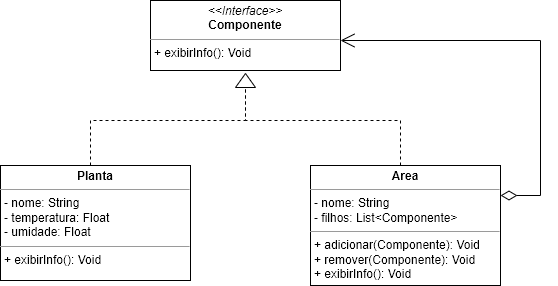 <<Interface>>
Componente
+ exibirInfo(): Void
Planta
- nome: String
- temperatura: Float
- umidade: Float
+ exibirInfo(): Void
Area
- nome: String
- filhos: List<Componente>
+ adicionar(Componente): Void
+ remover(Componente): Void
+ exibirInfo(): Void